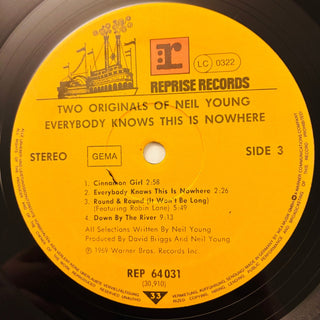 LC 0322
r
REPRISE RECORDS
TWO ORIGINALS OF NEIL YOUNG
EVERYBODY KNOWS THIS IS NOWHERE
STEREO
GEMA
SIDE 3
1. Cinnamon Girl 2:58
2. Everybody Knows This Is Nowhere 2:26
3. Round & Round (It Won't Be Long)
(Featuring Robin Lane) 5:49
4. Down By The River 9:13
All Selections Written By Neil Young
Produced By David Briggs And Neil Young
℗ 1969 Warner Bros. Records Inc.
REP 64 031
(30,910)
33